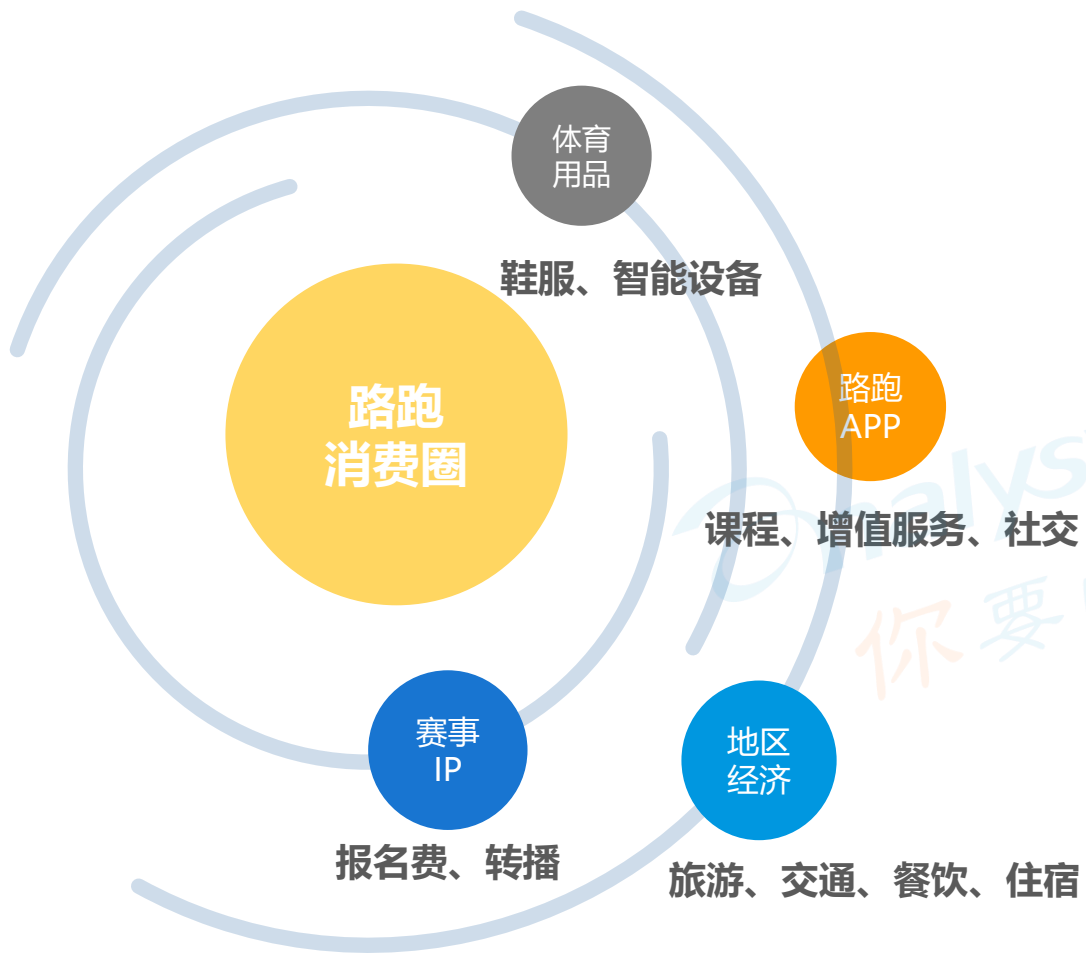 体育
用品
鞋服、智能设备
路跑
消费圈
路跑
APP
课程、增值服务、社交
你要
赛事
IP
报名费、转播
地区
经济
旅游、交通、餐饮、住宿